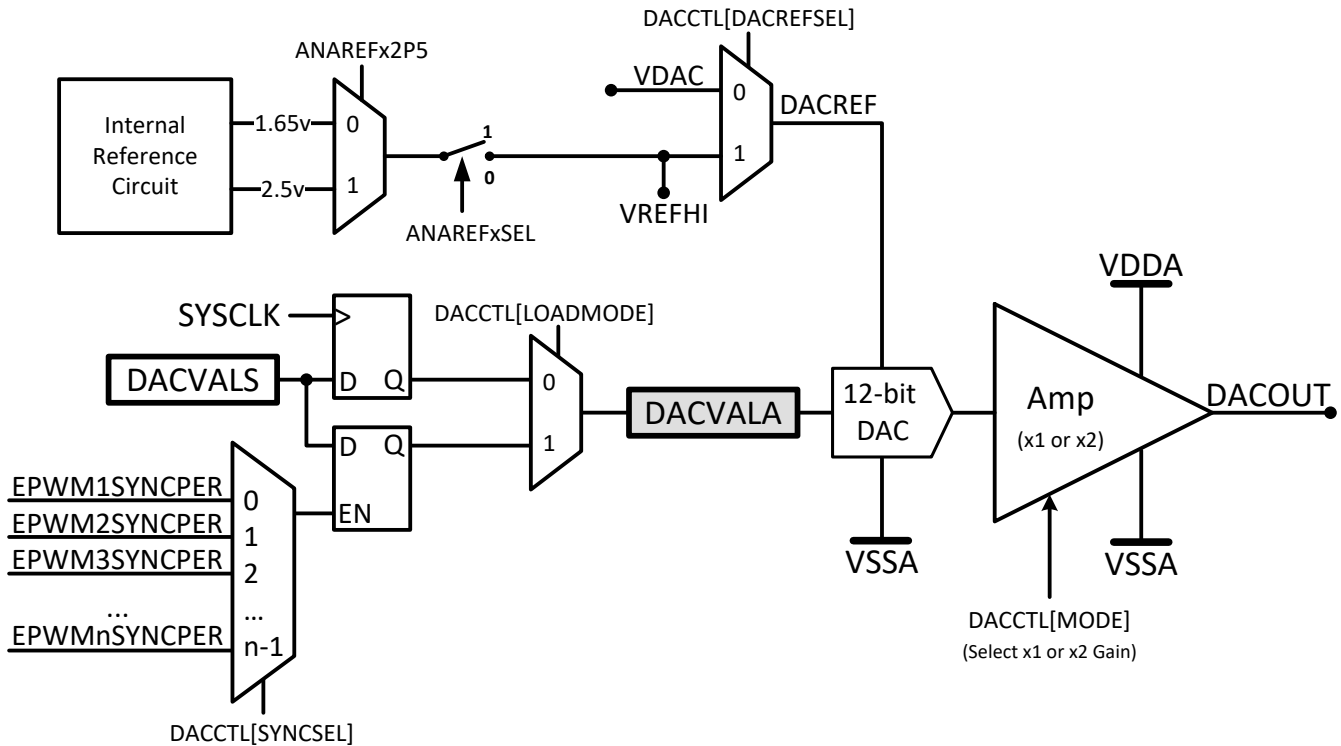 DACCTL[DACREFSEL]
ANAREFx2P5
VDAC
0
DACREF
Internal
Reference
Circuit
1.65v
0
2.5v
1
1
0
1
VREFHI
ANAREFxSEL
VDDA
SYSCLK
>
DACCTL[LOADMODE]
DACVALS
D
Q
0
DACVALA
12-bit
DAC
Amp
(x1 or x2)
DACOUT
D
Q
1
EN
EPWM1SYNCPER
0
EPWM2SYNCPER
1
EPWM3SYNCPER
2
...
...
EPWMnSYNCPER
n-1
VSSA
VSSA
DACCTL[MODE]
(Select x1 or x2 Gain)
DACCTL[SYNCSEL]